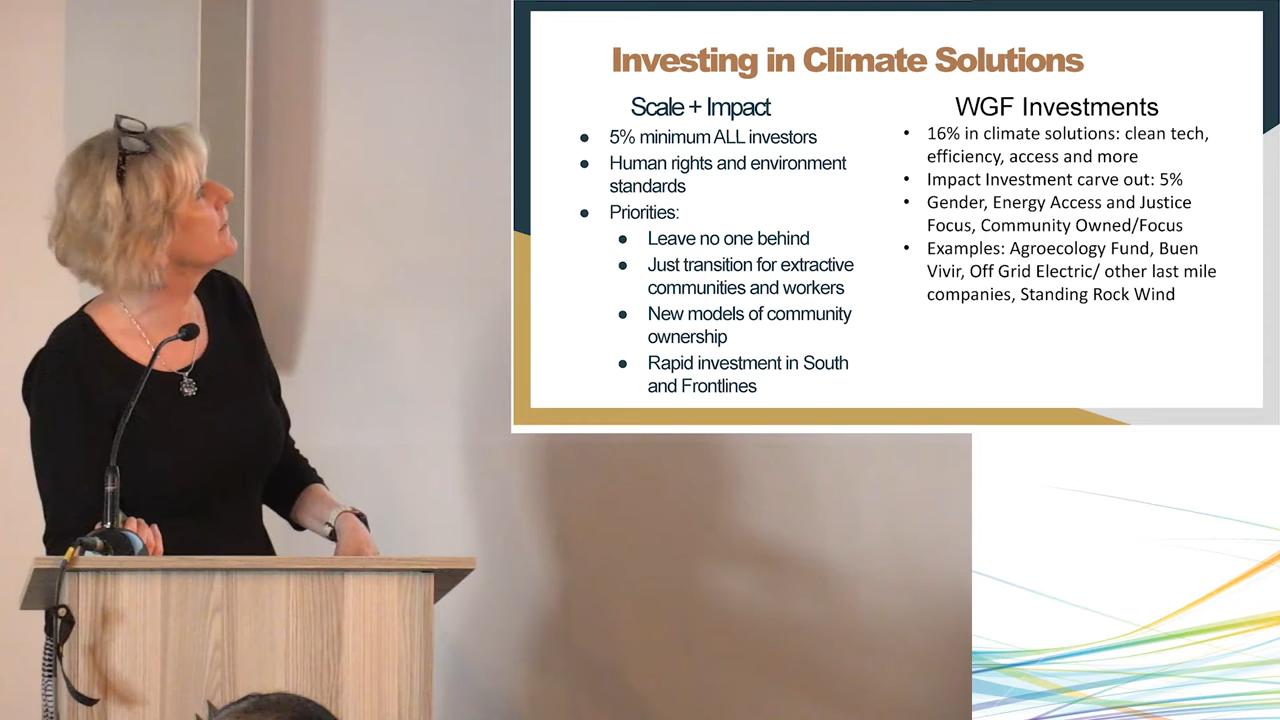 Investing in Climate Solutions
Scale + Impact
● 5% minimum ALL investors
● Human rights and environment
standards
● Priorities:
● Leave no one behind
● Just transition for extractive
communities and workers
● New models of community
ownership
● Rapid investment in South
and Frontlines
WGF Investments
• 16% in climate solutions: clean tech,
efficiency, access and more
• Impact Investment carve out: 5%
• Gender, Energy Access and Justice
Focus, Community Owned/Focus
• Examples: Agroecology Fund, Buen
Vivir, Off Grid Electric/ other last mile
companies, Standing Rock Wind